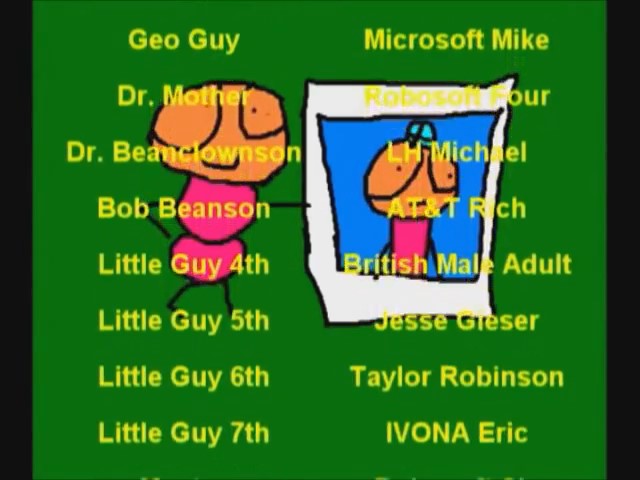 Geo Guy Microsoft Mike
Dr. Mother Robosoft Four
Dr. Beanclownson LH Michael
Bob Beanson AT&T Rich
Little Guy 4th British Male Adult
Little Guy 5th Jesse Gieser
Little Guy 6th Taylor Robinson
Little Guy 7th IVONA Eric